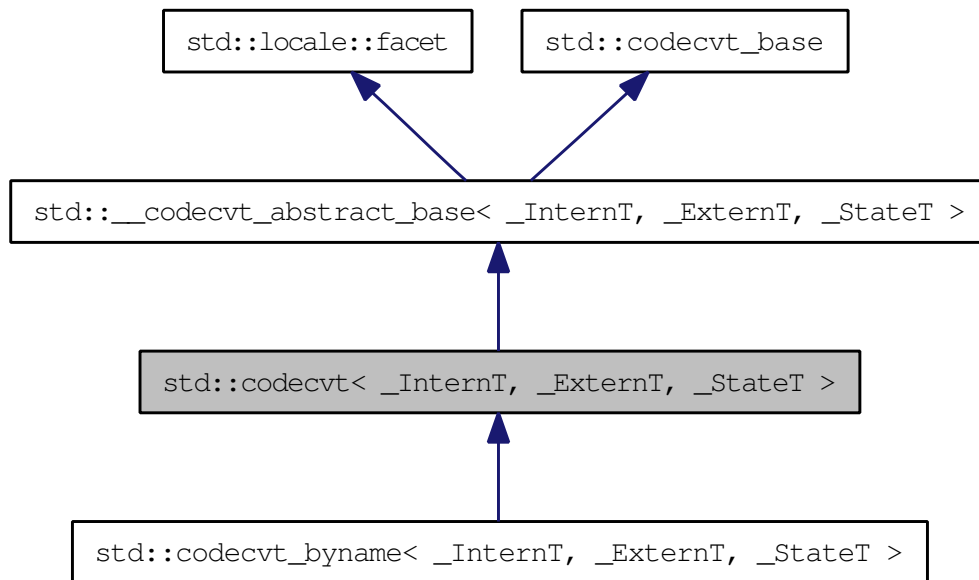 std::locale::facet
std::codecvt_base
std::__codecvt_abstract_base< _InternT, _ExternT, _StateT >
std::codecvt< _InternT, _ExternT, _StateT >
std::codecvt_byname< _InternT, _ExternT, _StateT >